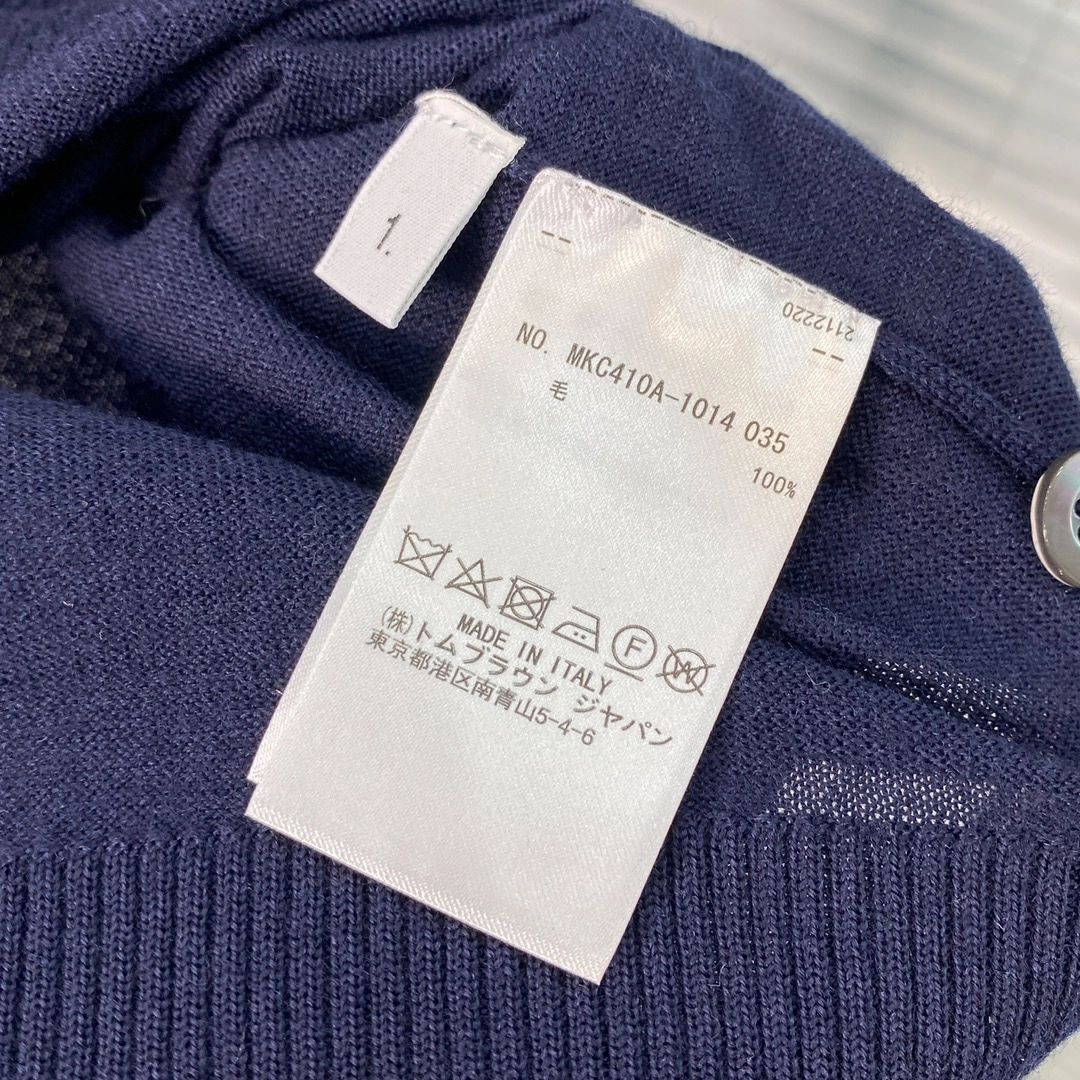 1.
--
2112220
--
NO. MKC410A-1014 035
毛
100%
F
W
MADE IN ITALY
(株)トムブラウン ジャパン
東京都港区南青山5-4-6